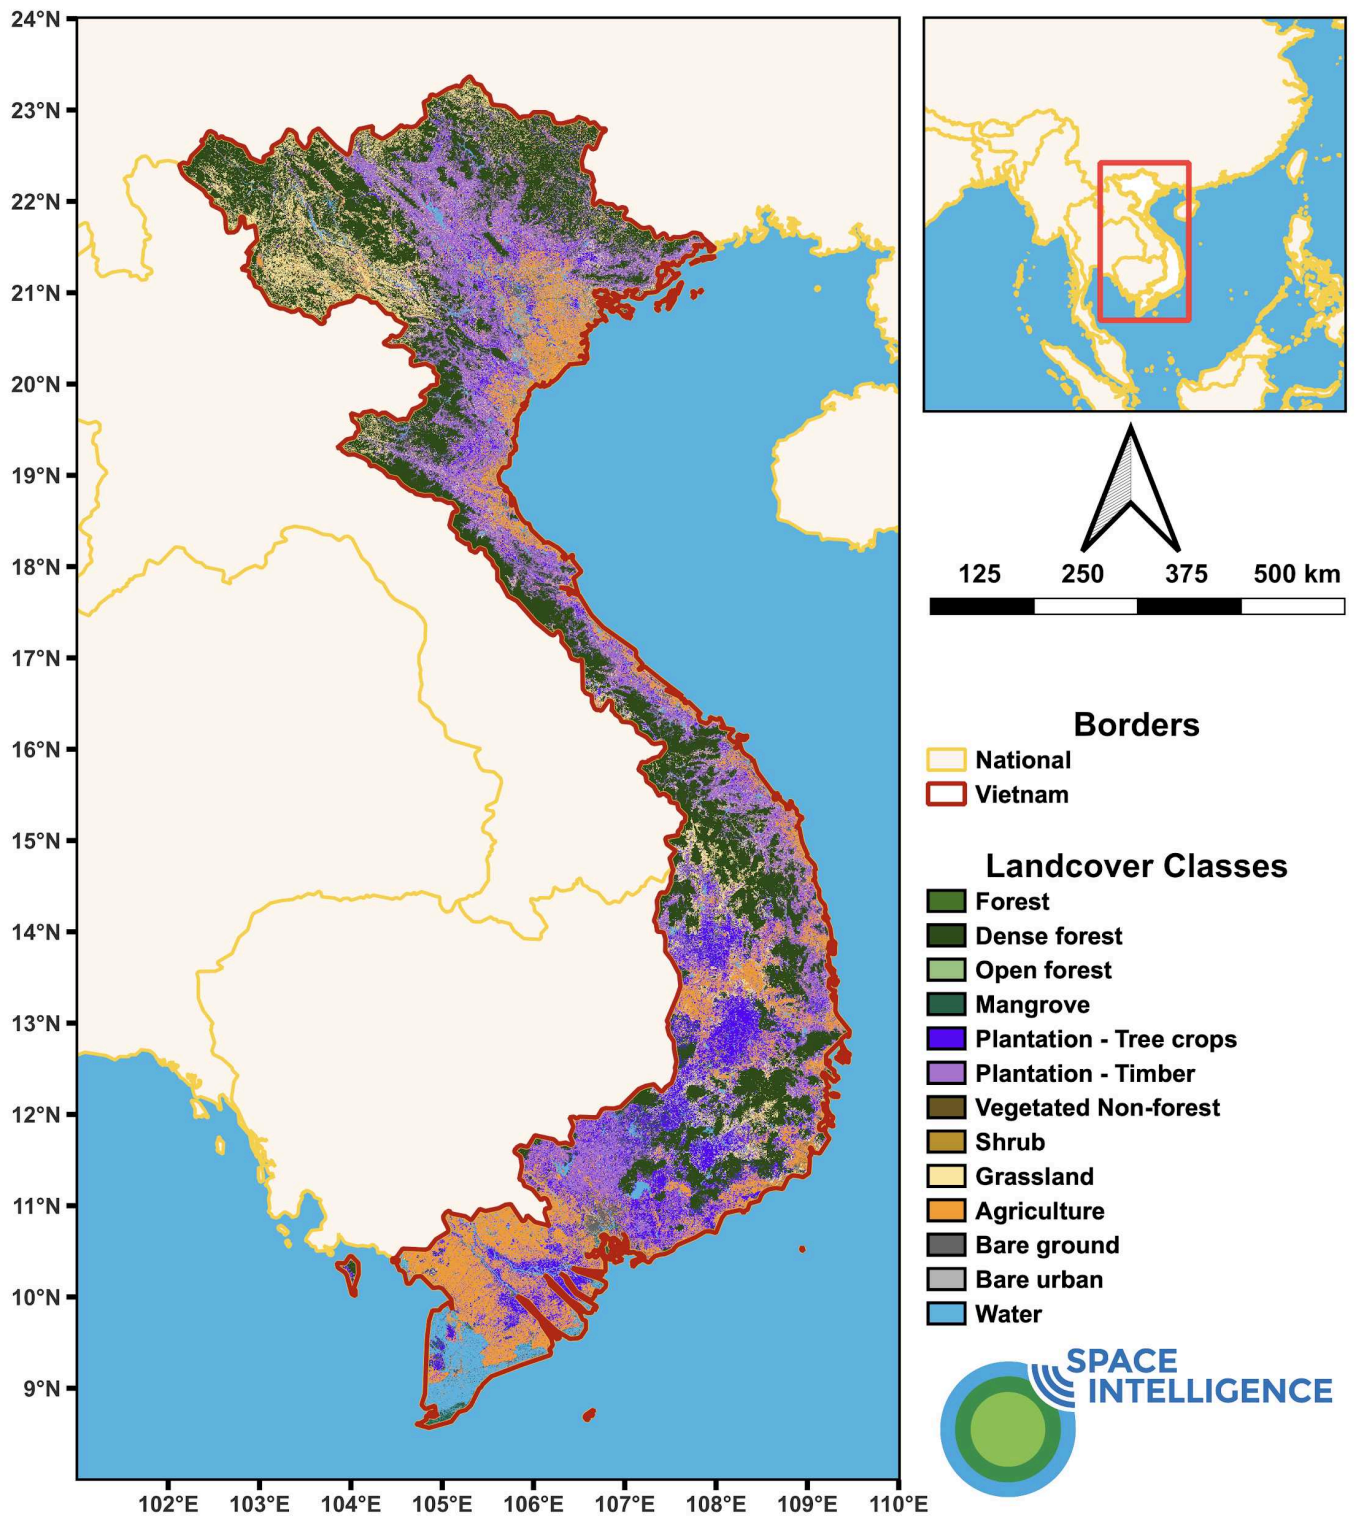 24°N
23°N
22°N
21°N
20°N
19°N
18°N
17°N
16°N
15°N
14°N
13°N
12°N
11°N
10°N
9°N
102°E 103°E 104°E 105°E 106°E 107°E 108°E 109°E 110°E
125 250 375 500 km
Borders
National
Vietnam
Landcover Classes
Forest
Dense forest
Open forest
Mangrove
Plantation - Tree crops
Plantation - Timber
Vegetated Non-forest
Shrub
Grassland
Agriculture
Bare ground
Bare urban
Water
SPACE
INTELLIGENCE